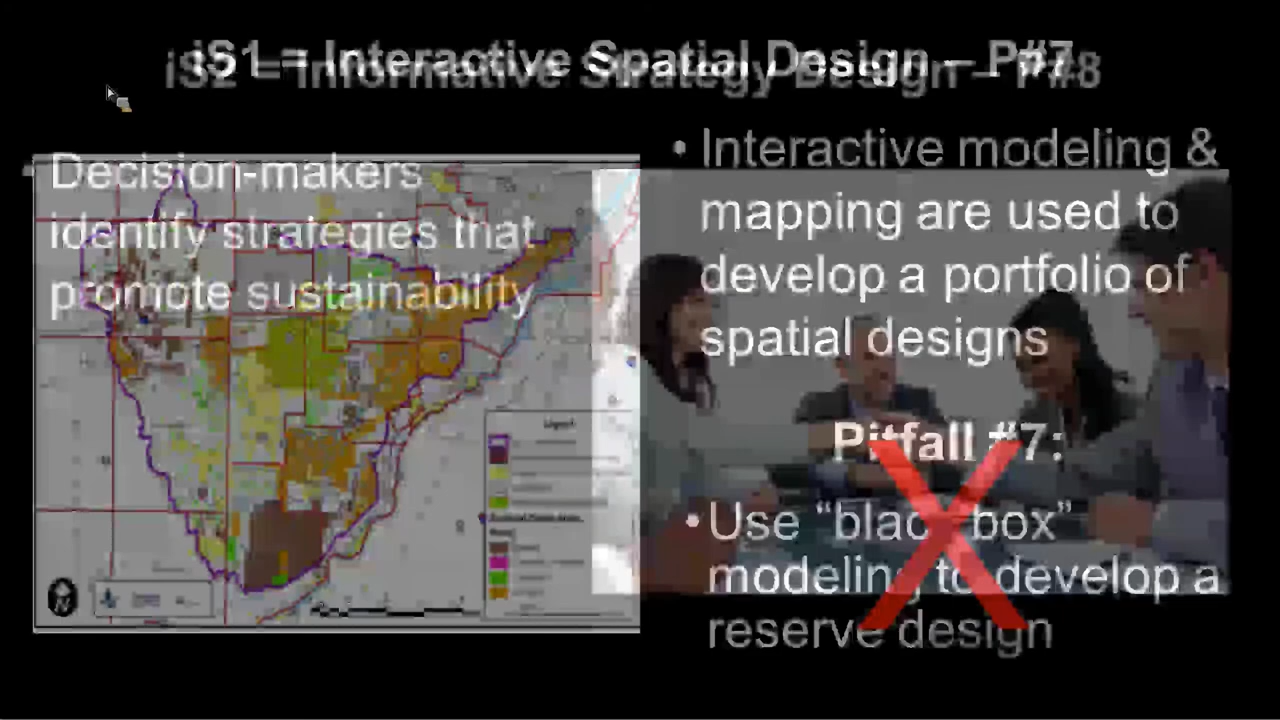 iS1 = Interactive Spatial Design – P#7
iS2 = Informative Strategy Design – P#8
Decision-makers
identify strategies that
promote sustainability
• Interactive modeling &
mapping are used to
develop a portfolio of
spatial designs
Pitfall #7:
• Use “black box”
modeling to develop a
reserve design
Legend